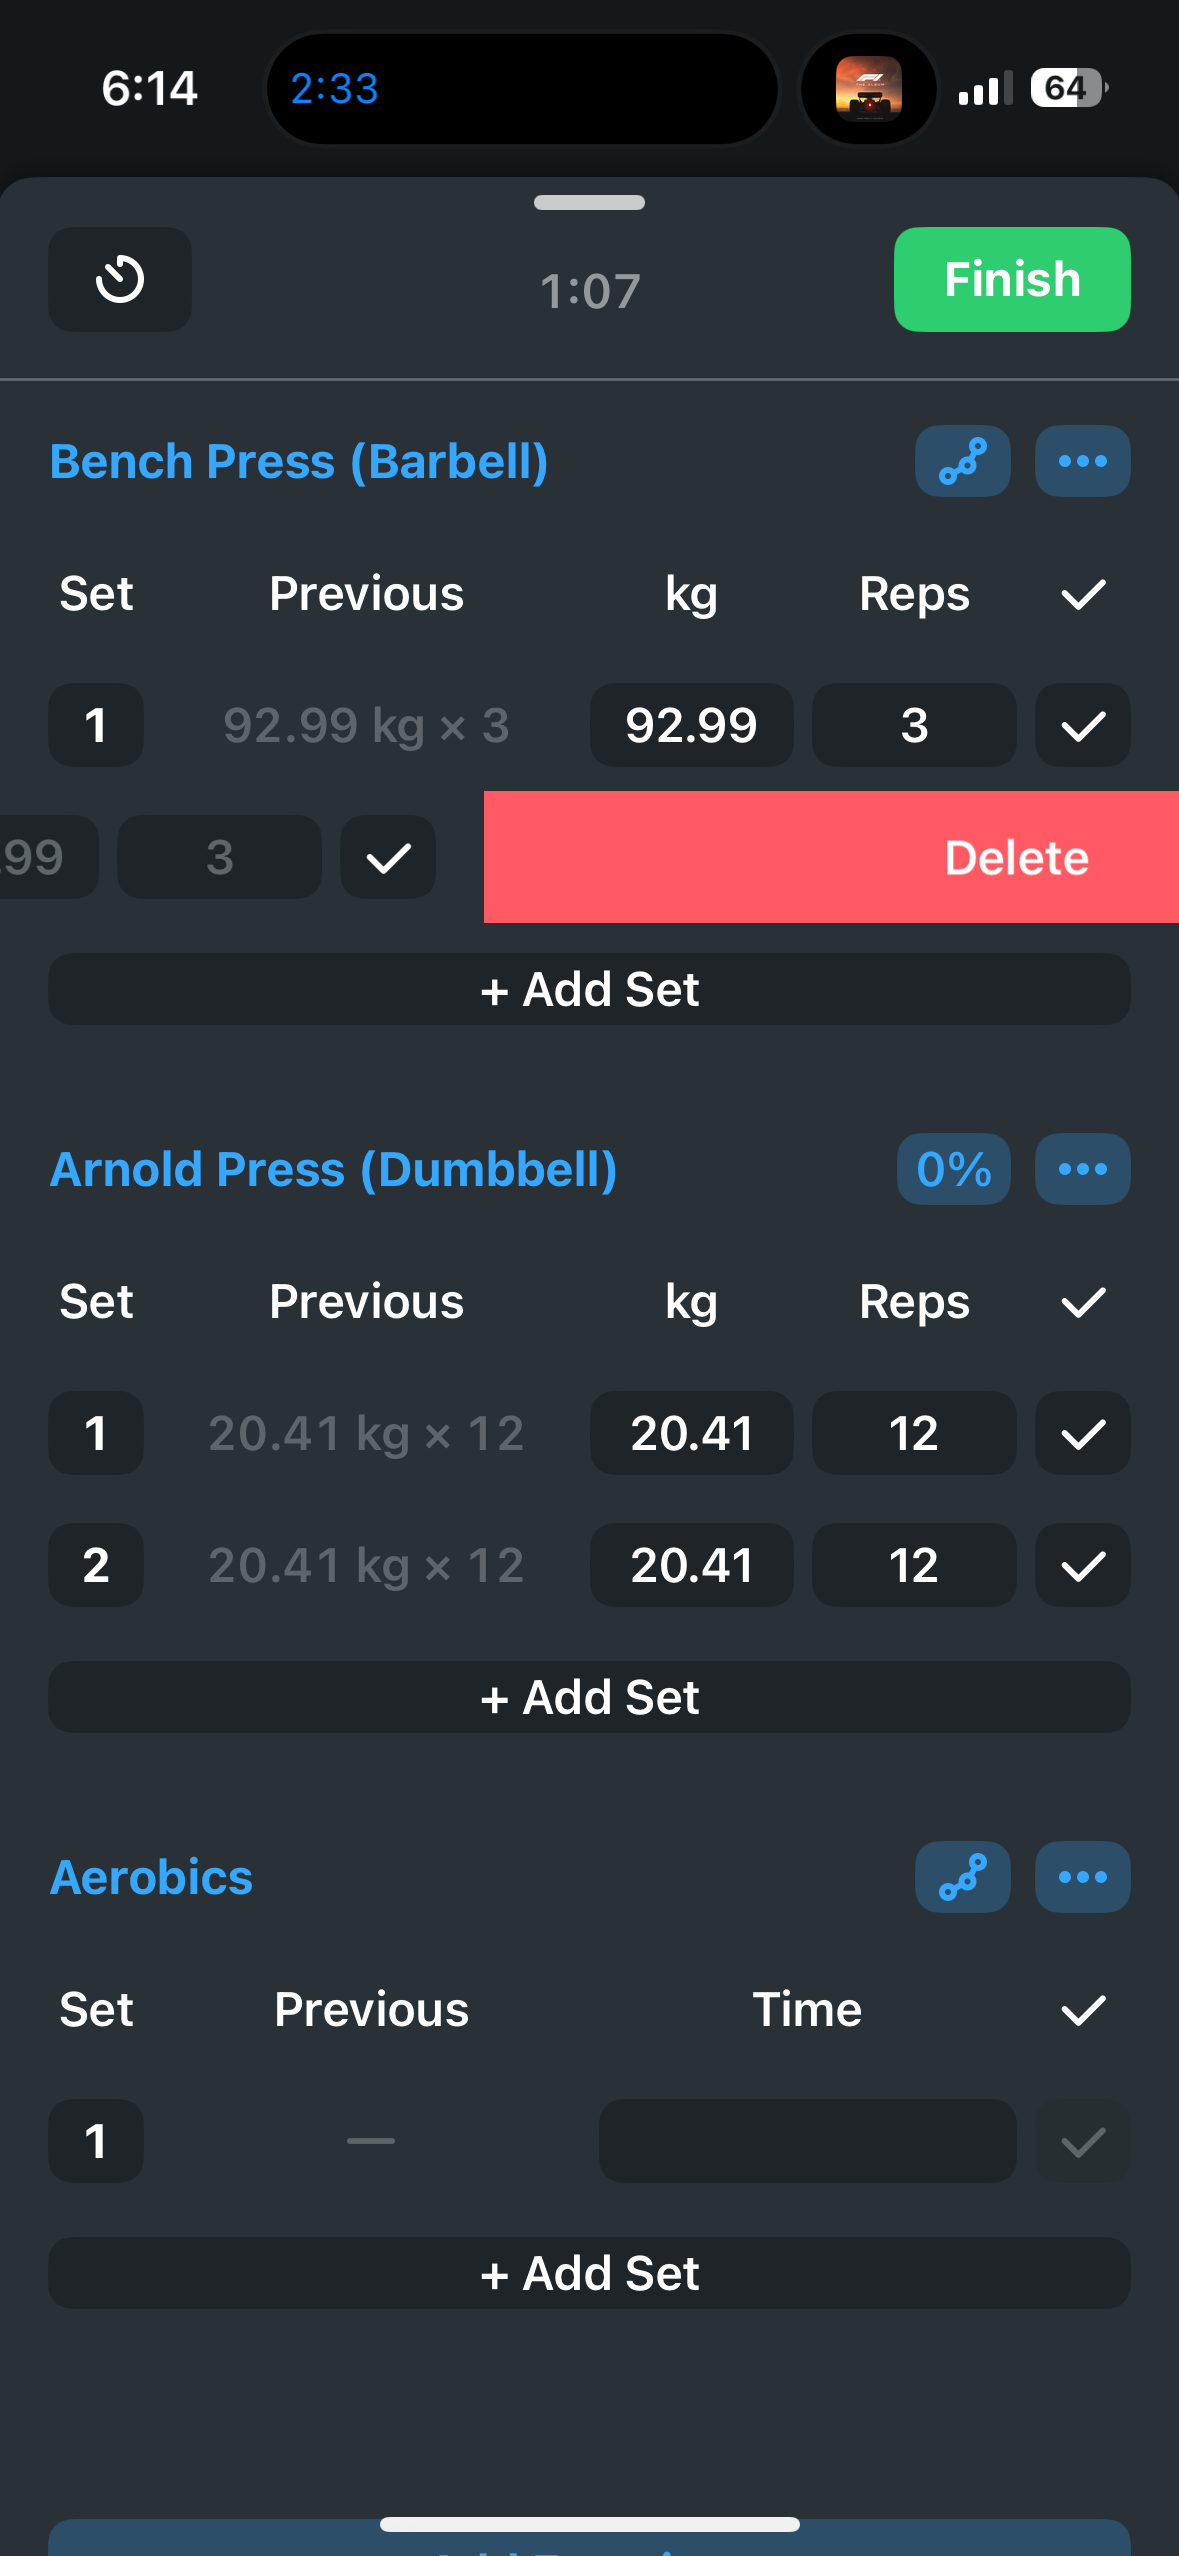 6:14 2:33 64
1:07 Finish
Bench Press (Barbell)
Set Previous kg Reps
1 92.99 kg × 3 92.99 3
.99 3 Delete
+ Add Set
Arnold Press (Dumbbell) 0%
Set Previous kg Reps
1 20.41 kg × 12 20.41 12
2 20.41 kg × 12 20.41 12
+ Add Set
Aerobics
Set Previous Time
1 —
+ Add Set